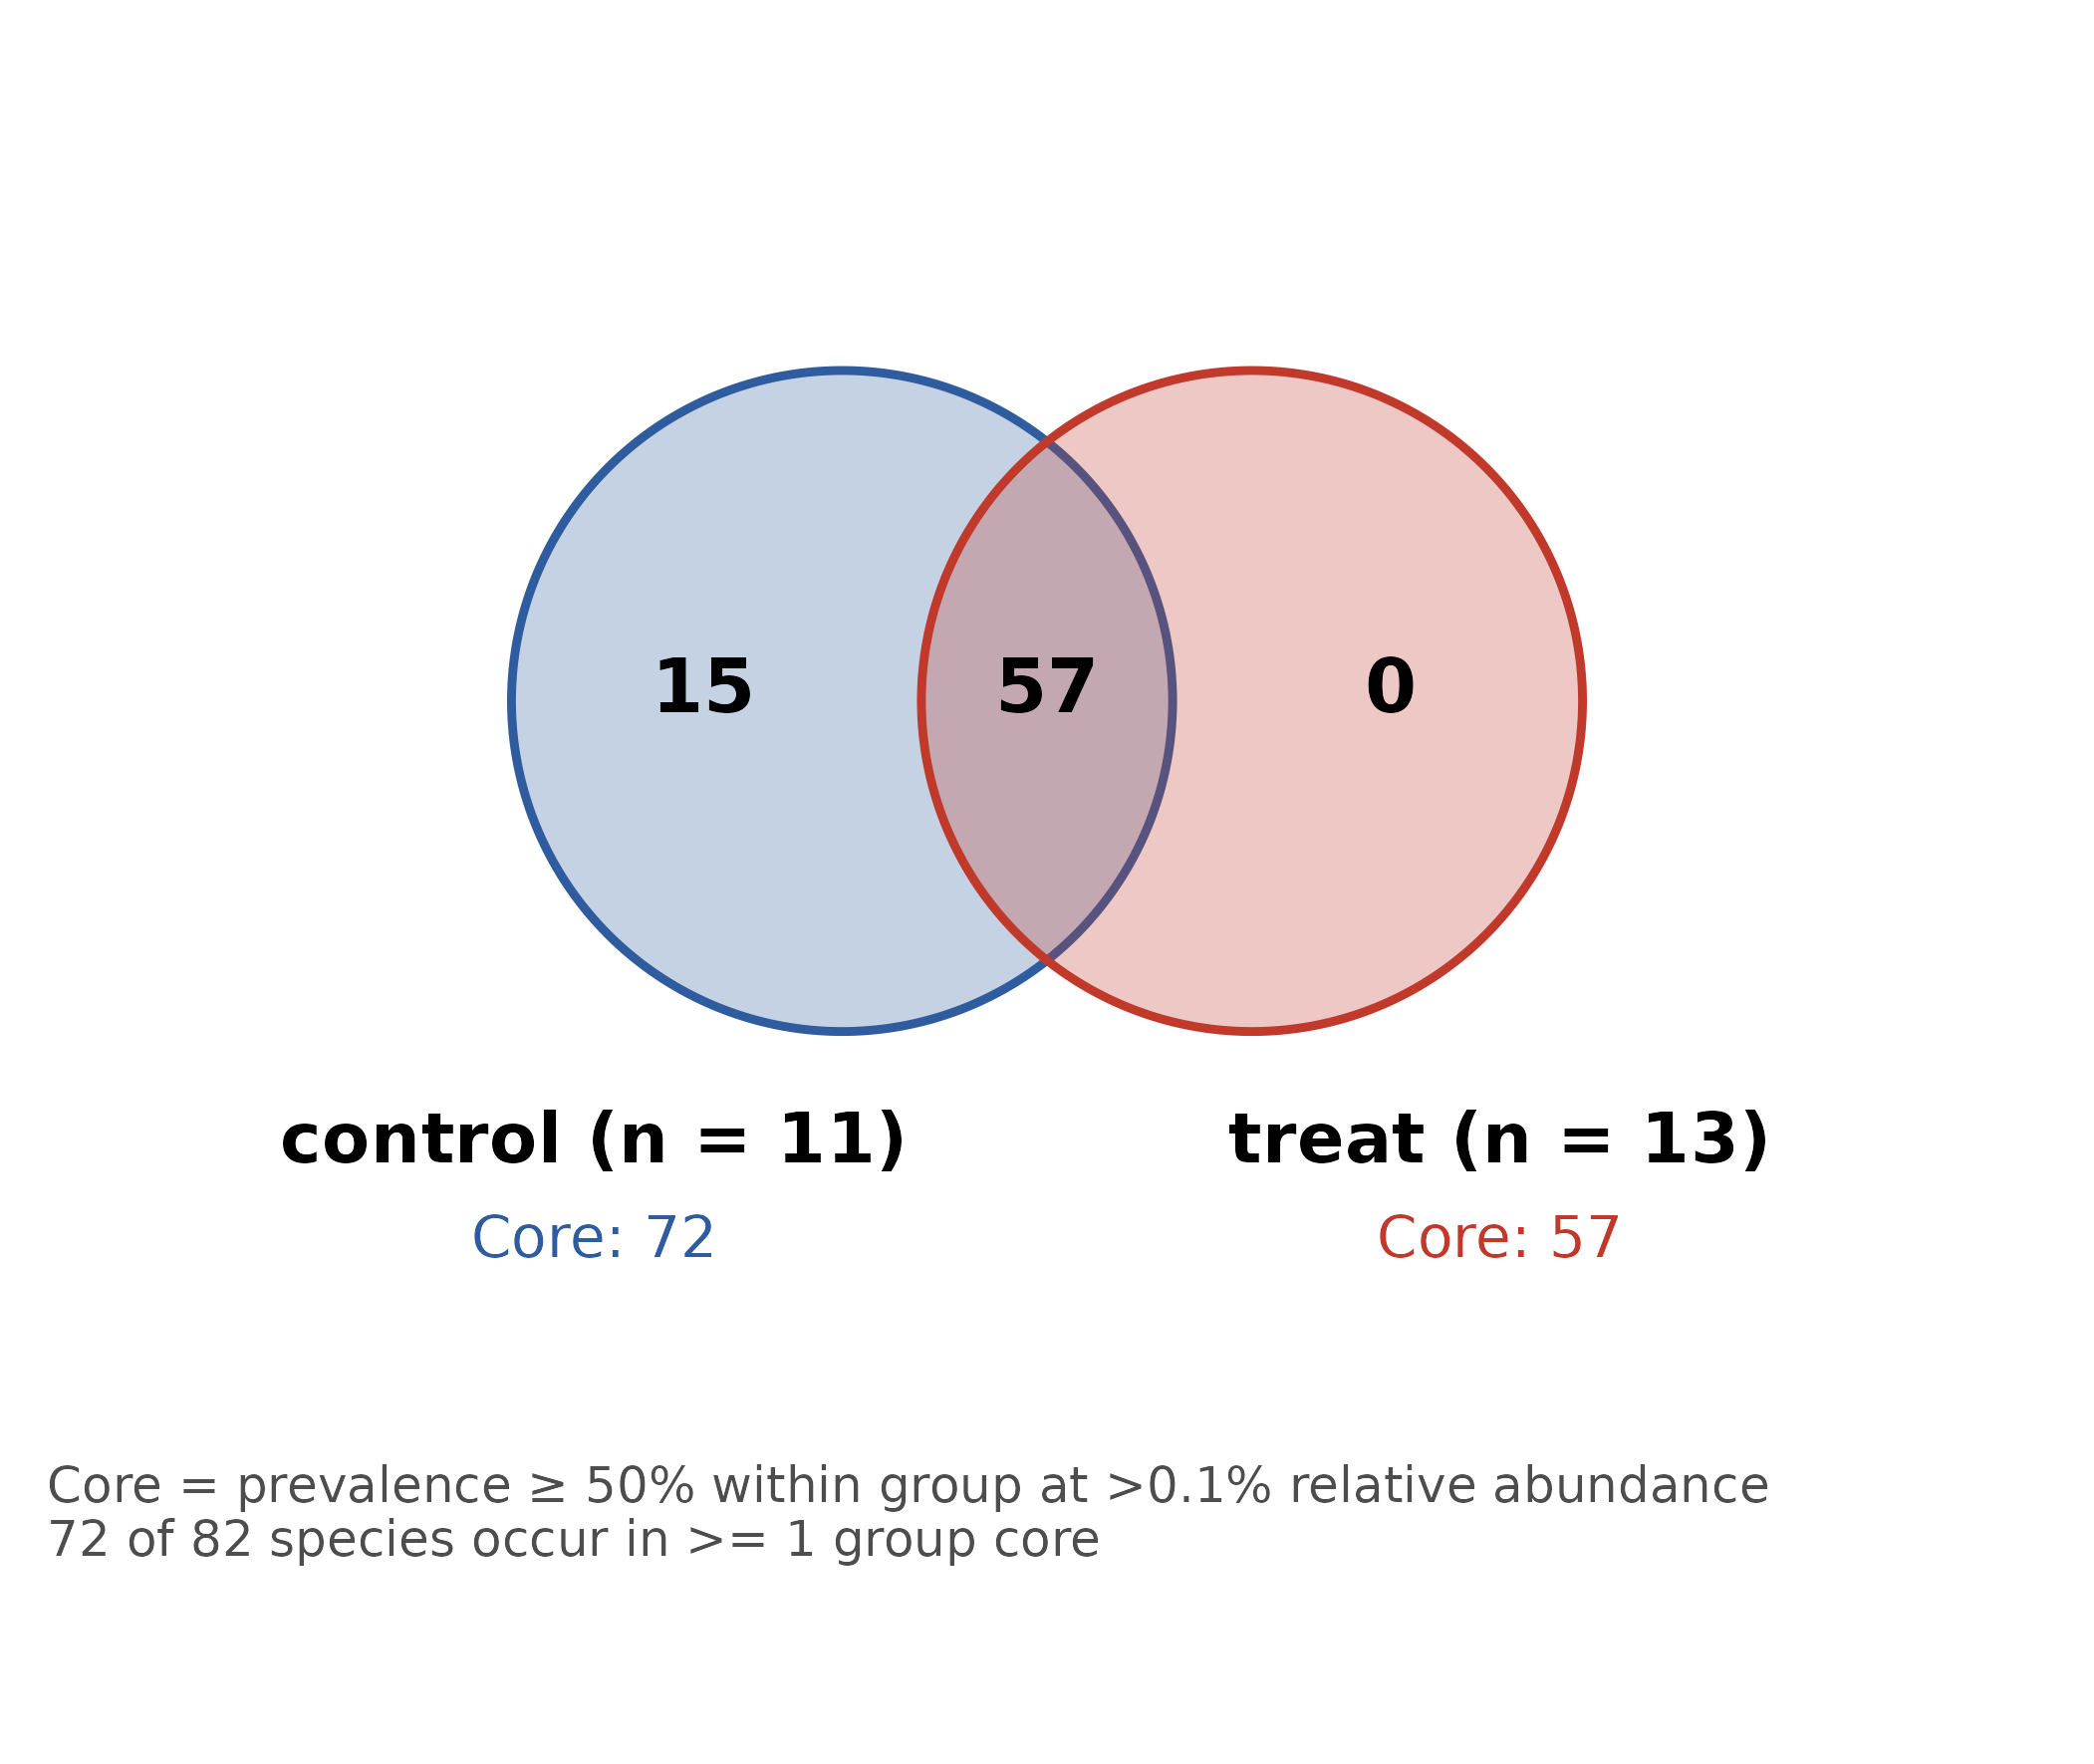 15 57 0
control (n = 11) treat (n = 13)
Core: 72 Core: 57
Core = prevalence ≥ 50% within group at >0.1% relative abundance
72 of 82 species occur in >= 1 group core